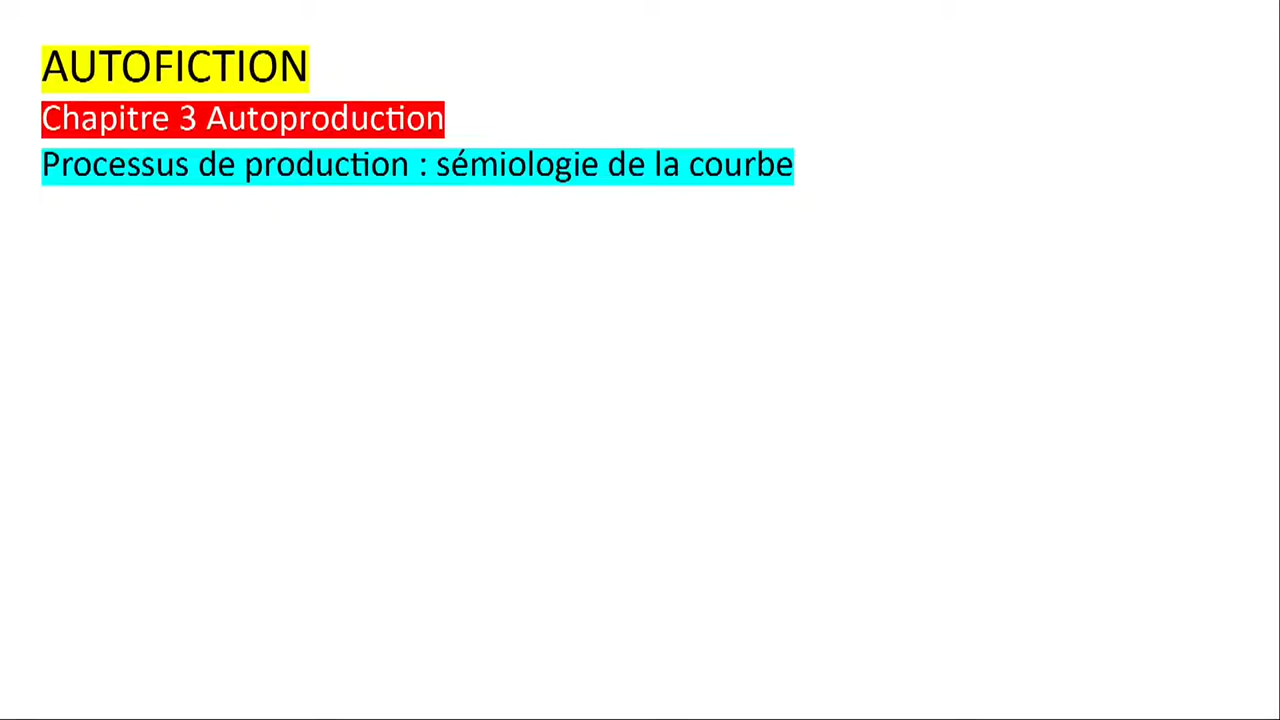 AUTOFICTION
Chapitre 3 Autoproduction
Processus de production : sémiologie de la courbe